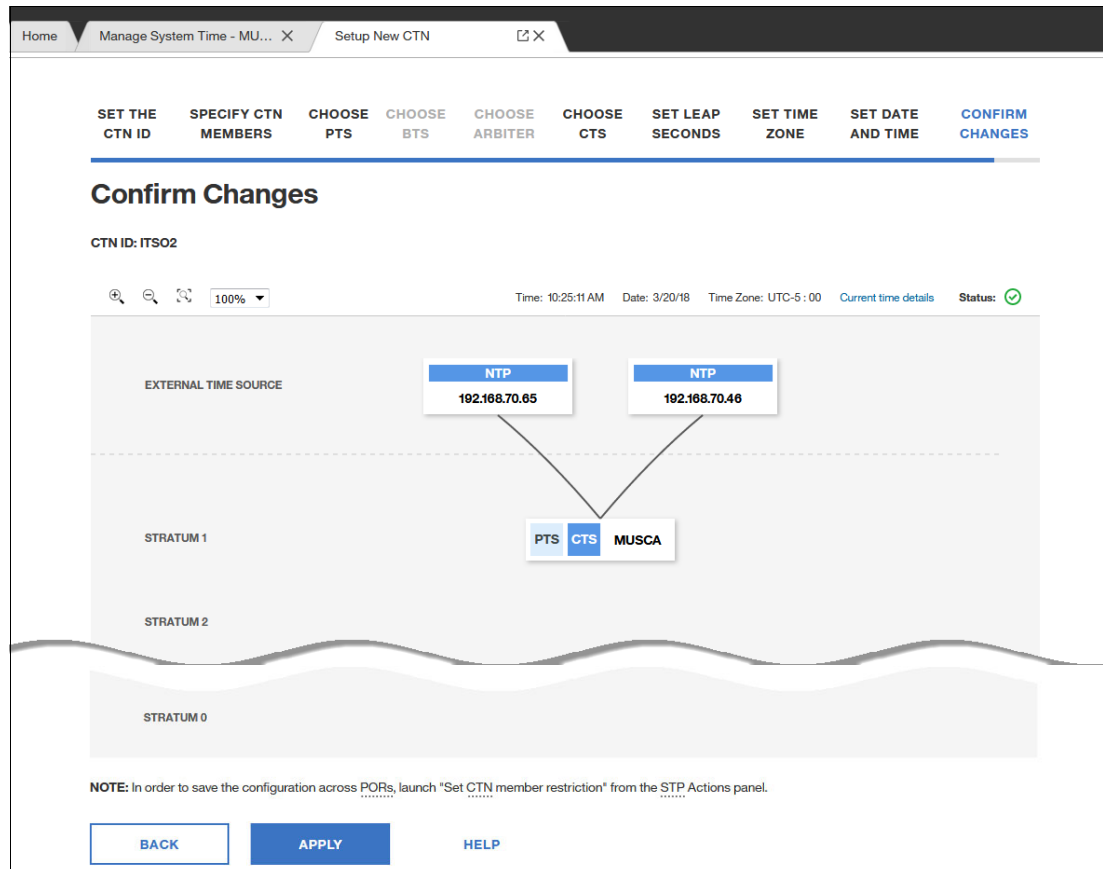 Home
Manage System Time - MU...
Setup New CTN
SET THE CTN ID
SPECIFY CTN MEMBERS
CHOOSE PTS
CHOOSE BTS
CHOOSE ARBITER
CHOOSE CTS
SET LEAP SECONDS
SET TIME ZONE
SET DATE AND TIME
CONFIRM CHANGES
Confirm Changes
CTN ID: ITSO2
100%
Time: 10:25:11 AM Date: 3/20/18 Time Zone: UTC-5 : 00 Current time details Status:
EXTERNAL TIME SOURCE
NTP
192.168.70.65
NTP
192.168.70.46
STRATUM 1
PTS CTS MUSCA
STRATUM 2
STRATUM 0
NOTE: In order to save the configuration across PORs, launch "Set CTN member restriction" from the STP Actions panel.
BACK
APPLY
HELP